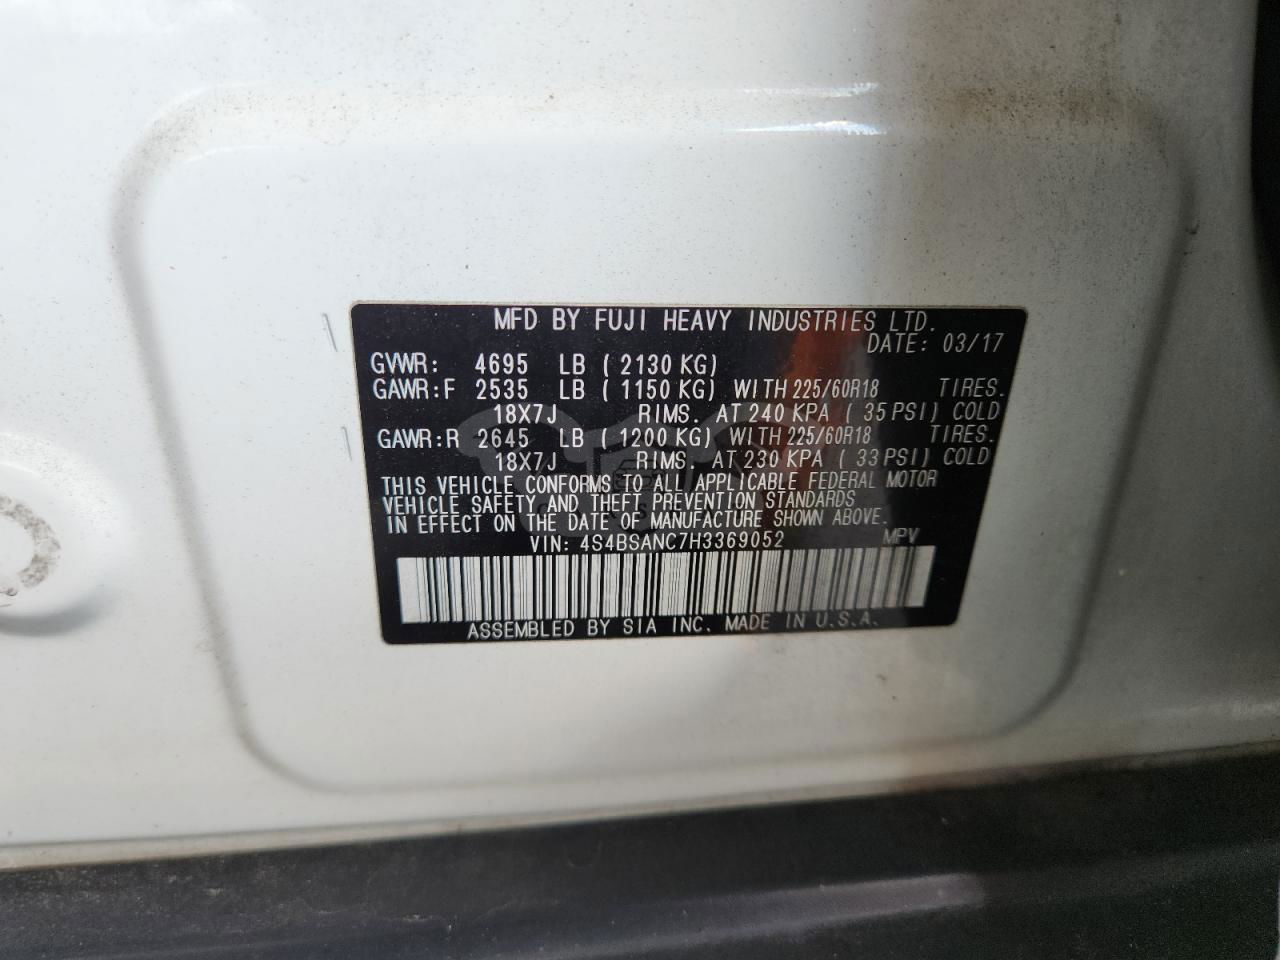 MFD BY FUJI HEAVY INDUSTRIES LTD.
DATE: 03/17
GVWR: 4695 LB ( 2130 KG)
GAWR:F 2535 LB ( 1150 KG) WITH 225/60R18 TIRES.
18X7J RIMS. AT 240 KPA ( 35 PSI) COLD
GAWR:R 2645 LB ( 1200 KG) WITH 225/60R18 TIRES.
18X7J RIMS. AT 230 KPA ( 33 PSI) COLD
THIS VEHICLE CONFORMS TO ALL APPLICABLE FEDERAL MOTOR
VEHICLE SAFETY AND THEFT PREVENTION STANDARDS
IN EFFECT ON THE DATE OF MANUFACTURE SHOWN ABOVE.
VIN: 4S4BSANC7H3369052 MPV
ASSEMBLED BY SIA INC. MADE IN U.S.A.